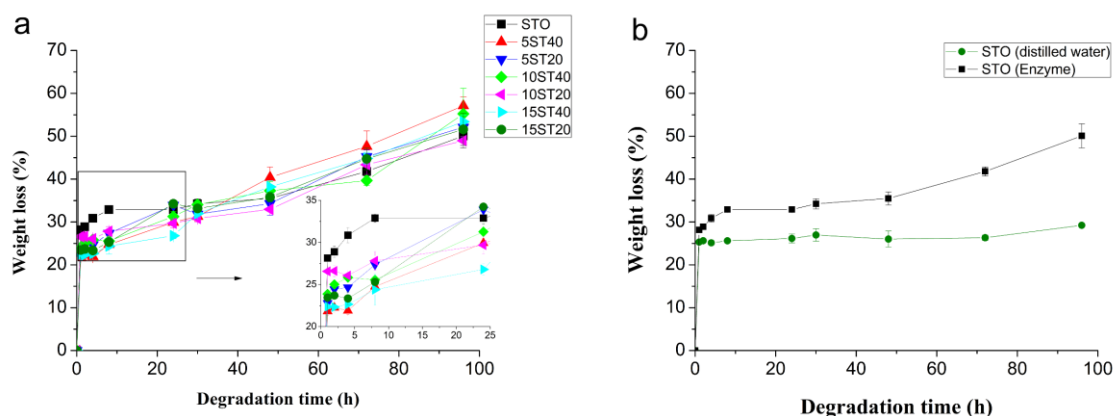 a
STO
5ST40
5ST20
10ST40
10ST20
15ST40
15ST20
70
60
50
40
30
20
10
0
Weight loss (%)
0 20 40 60 80 100
Degradation time (h)
35
30
25
20
0 5 10 15 20 25
b
STO (distilled water)
STO (Enzyme)
70
60
50
40
30
20
10
0
Weight loss (%)
0 20 40 60 80 100
Degradation time (h)